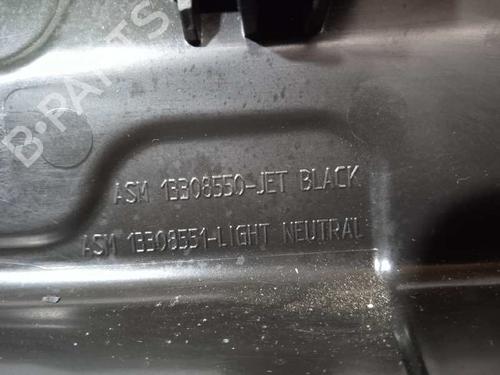 B-PARTS
ASM 13308550-JET BLACK
ASM 13308551-LIGHT NEUTRAL